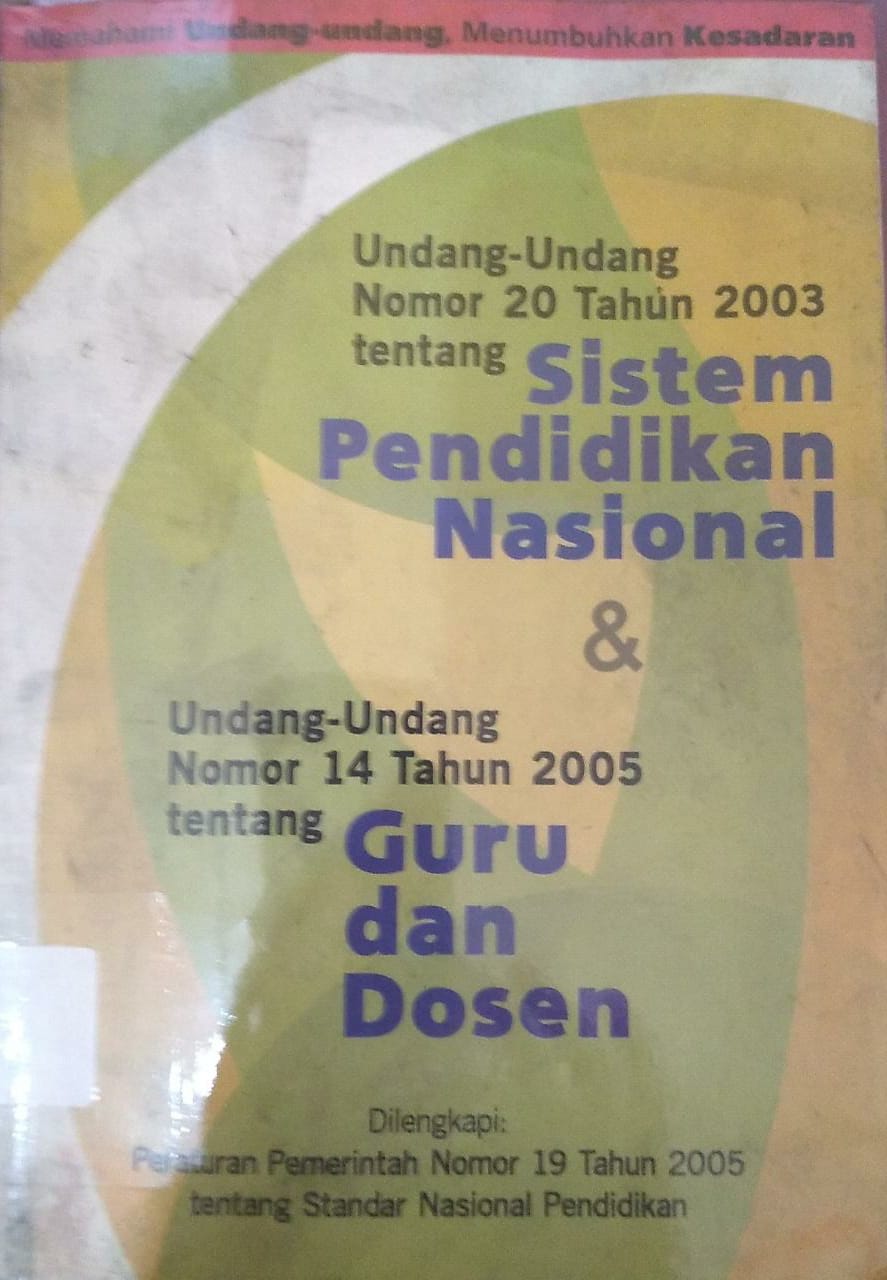 Memahami Undang-undang, Menumbuhkan Kesadaran
Undang-Undang
Nomor 20 Tahun 2003
tentang Sistem
Pendidikan
Nasional
&
Undang-Undang
Nomor 14 Tahun 2005
tentang Guru
dan
Dosen
Dilengkapi:
Peraturan Pemerintah Nomor 19 Tahun 2005
tentang Standar Nasional Pendidikan